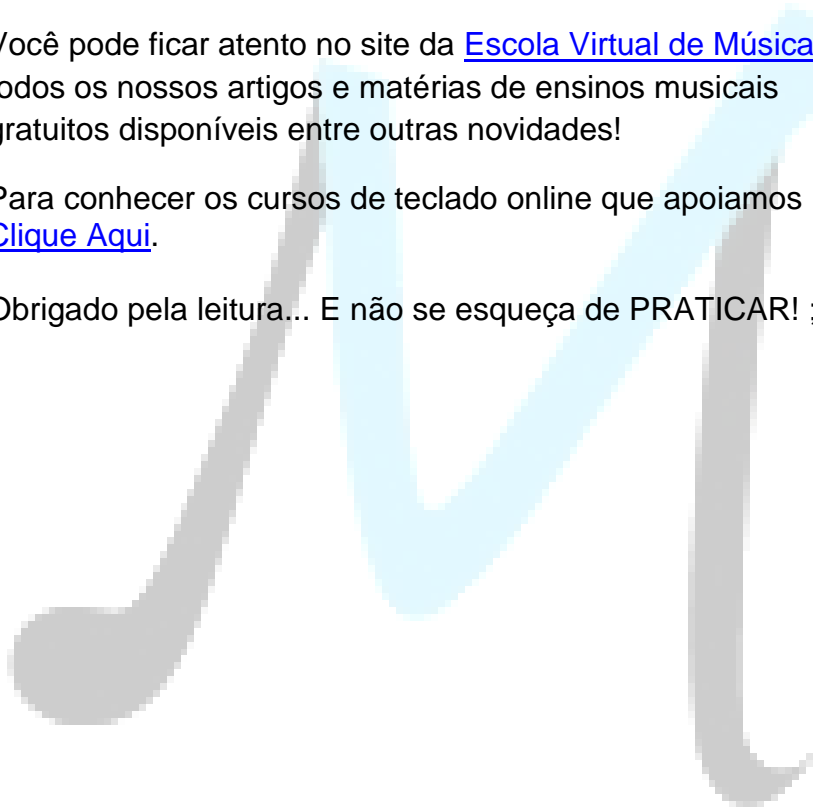 Você pode ficar atento no site da Escola Virtual de Música
todos os nossos artigos e matérias de ensinos musicais
gratuitos disponíveis entre outras novidades!
Para conhecer os cursos de teclado online que apoiamos
Clique Aqui.
Obrigado pela leitura... E não se esqueça de PRATICAR! ;